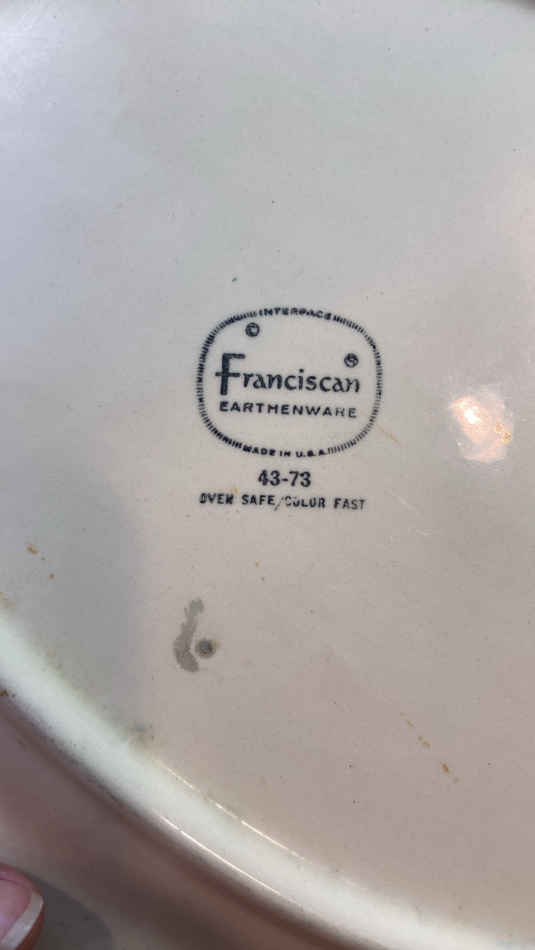 INTERPACE
©
®
Franciscan
EARTHENWARE
MADE IN U.S.A.
43-73
OVEN SAFE/COLOR FAST